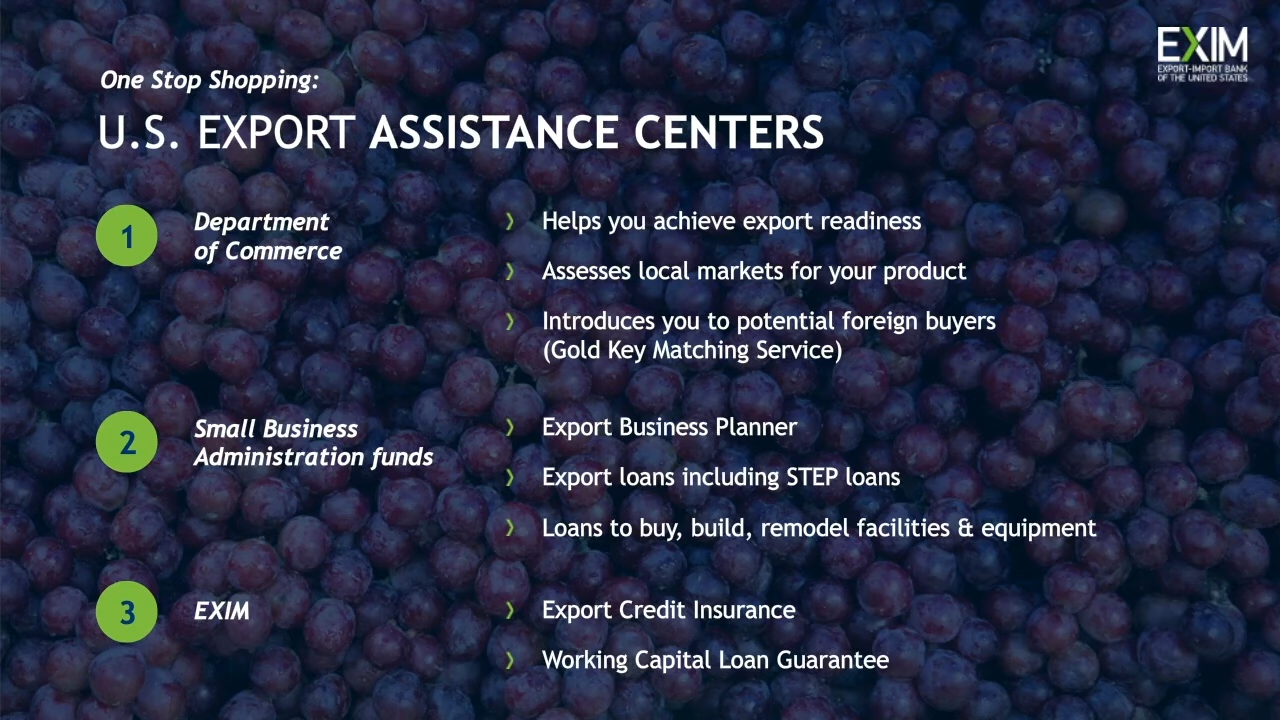 EXIM
EXPORT-IMPORT BANK
OF THE UNITED STATES
One Stop Shopping:
U.S. EXPORT ASSISTANCE CENTERS
1
Department
of Commerce
Helps you achieve export readiness
Assesses local markets for your product
Introduces you to potential foreign buyers
(Gold Key Matching Service)
2
Small Business
Administration funds
Export Business Planner
Export loans including STEP loans
Loans to buy, build, remodel facilities & equipment
3
EXIM
Export Credit Insurance
Working Capital Loan Guarantee